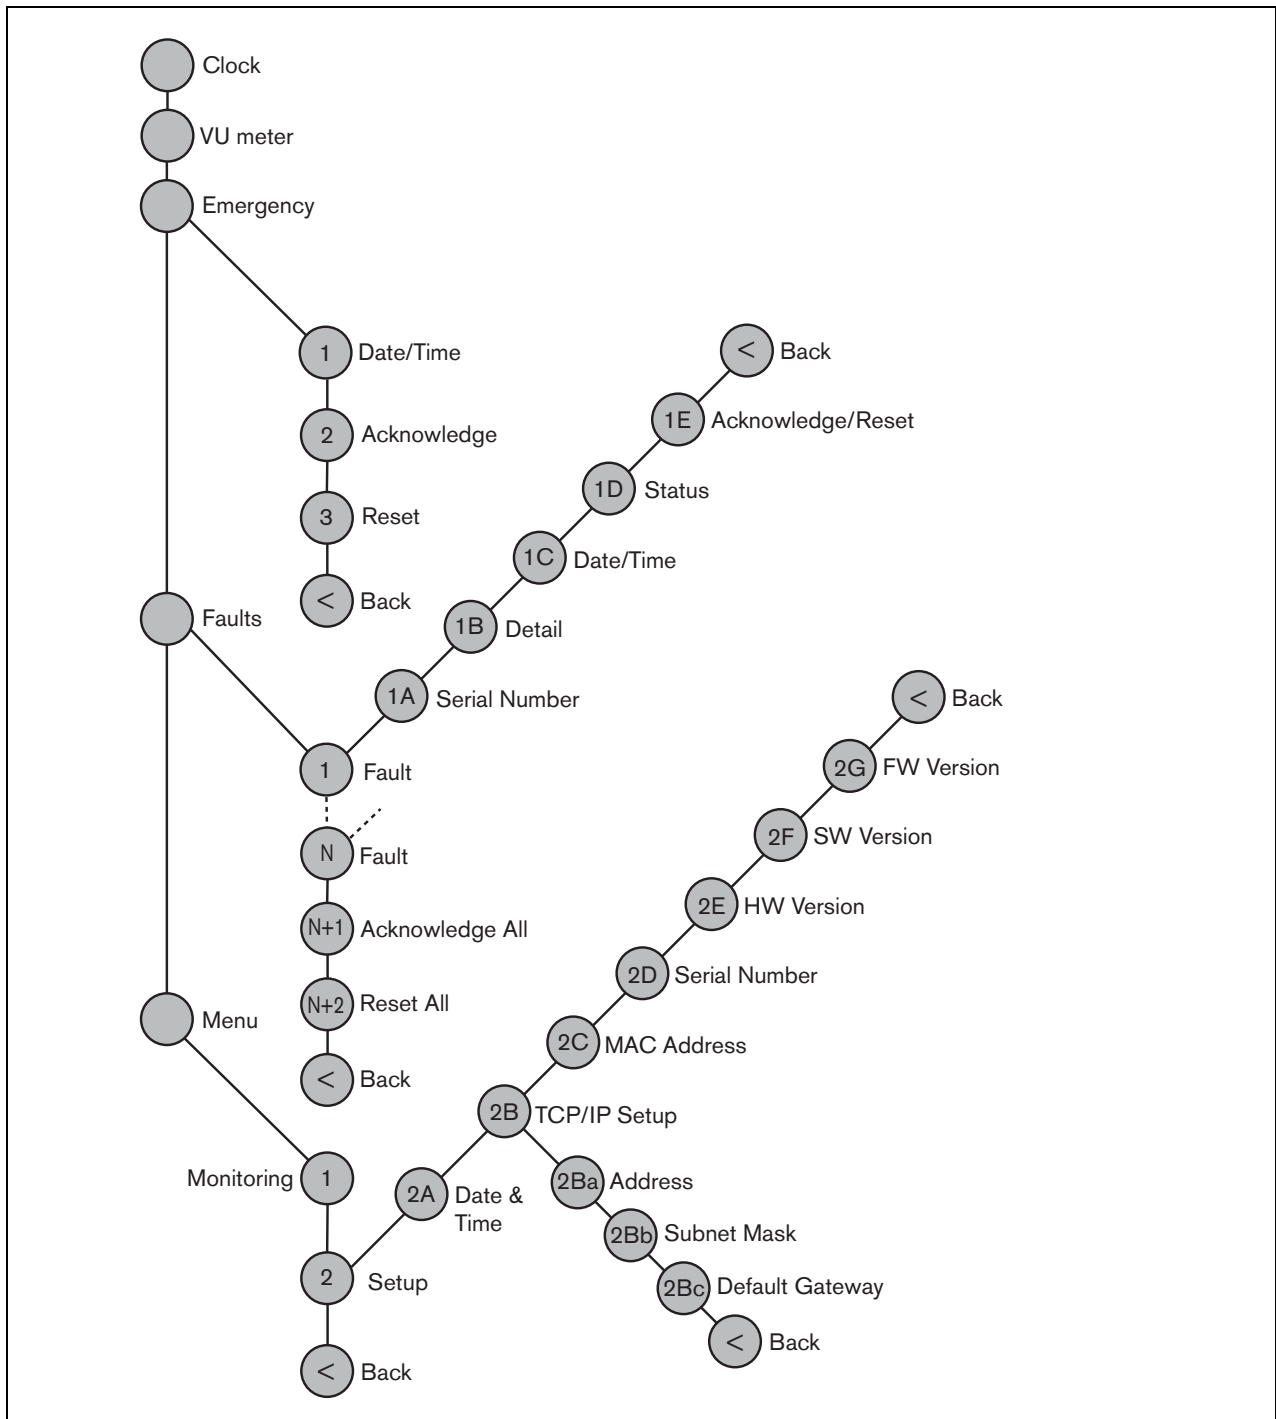 Clock
VU meter
Emergency
1 Date/Time
2 Acknowledge
3 Reset
< Back
Faults
1 Fault
1A Serial Number
1B Detail
1C Date/Time
1D Status
1E Acknowledge/Reset
< Back
N Fault
N+1 Acknowledge All
N+2 Reset All
< Back
Menu
Monitoring 1
2 Setup
2A Date &
Time
2B TCP/IP Setup
2Ba Address
2Bb Subnet Mask
2Bc Default Gateway
< Back
2C MAC Address
2D Serial Number
2E HW Version
2F SW Version
2G FW Version
< Back
< Back